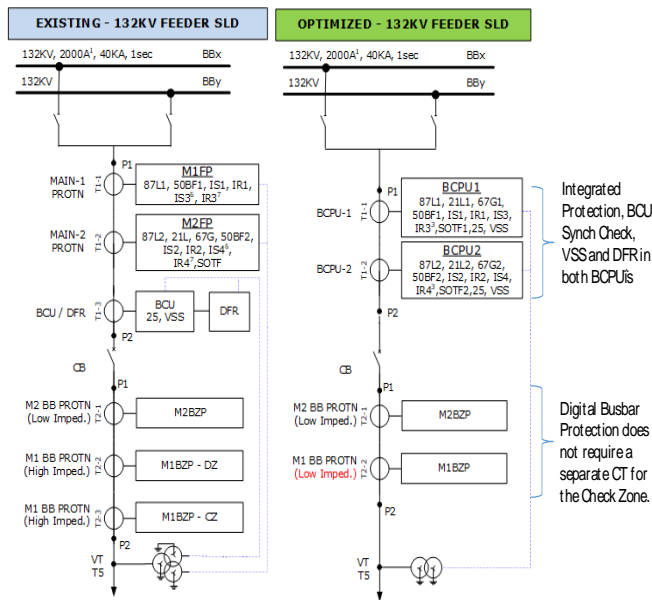 EXISTING - 132KV FEEDER SLD
132KV, 2000A¹, 40KA, 1sec BBx
132KV BBy
P1
MAIN-1
PROTN
T1-1
M1FP
87L1, 50BF1, IS1, IR1,
IS3⁶, IR3⁷
MAIN-2
PROTN
T1-2
M2FP
87L2, 21L, 67G, 50BF2,
IS2, IR2, IS4⁶,
IR4⁷,SOTF
BCU / DFR
T1-3
BCU
25, VSS
DFR
P2
CB
P1
M2 BB PROTN
(Low Imped.)
T2-1
M2BZP
M1 BB PROTN
(High Imped.)
T2-2
M1BZP - DZ
M1 BB PROTN
(High Imped.)
T2-3
M1BZP - CZ
P2
VT
T5
OPTIMIZED - 132KV FEEDER SLD
132KV, 2000A¹, 40KA, 1sec BBx
132KV BBy
P1
BCPU-1
T1-1
BCPU1
87L1, 21L1, 67G1,
50BF1, IS1, IR1, IS3,
IR3³,SOTF1,25, VSS
BCPU-2
T1-2
BCPU2
87L2, 21L2, 67G2,
50BF2, IS2, IR2, IS4,
IR4³,SOTF2,25, VSS
P2
CB
P1
M2 BB PROTN
(Low Imped.)
T2-1
M2BZP
M1 BB PROTN
(Low Imped.)
T2-2
M1BZP
P2
VT
T5
Integrated
Protection, BCU
Synch Check,
VSS and DFR in
both BCPUis
Digital Busbar
Protection does
not require a
separate CT for
the Check Zone.